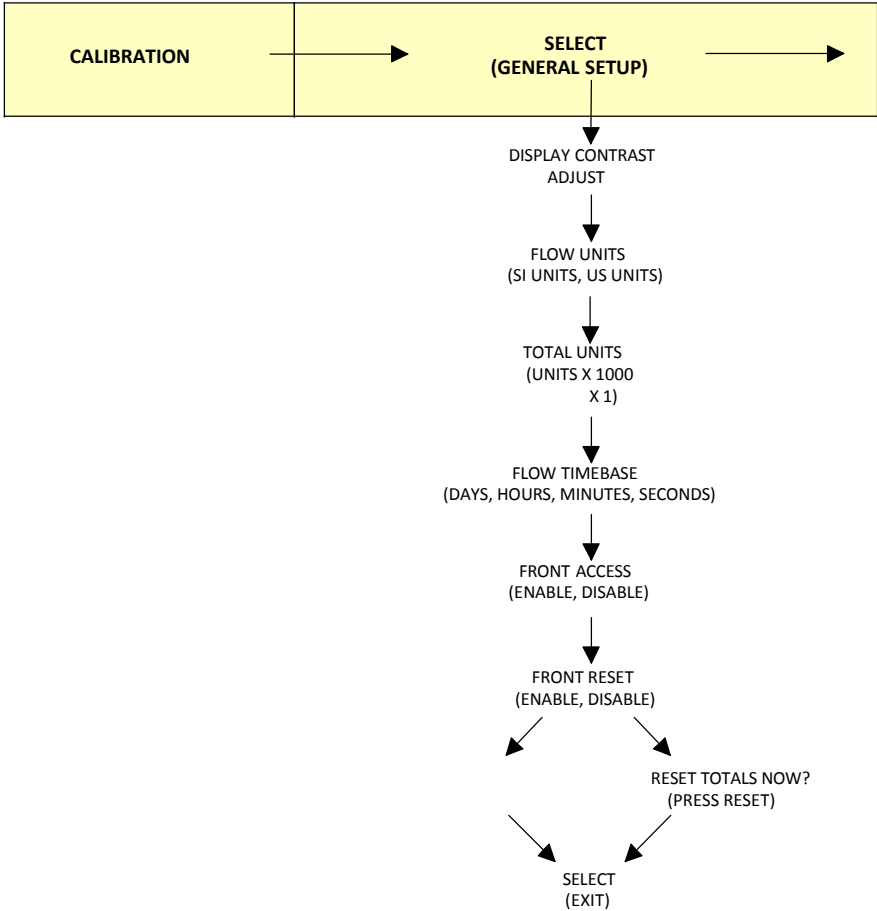 CALIBRATION
SELECT
(GENERAL SETUP)
DISPLAY CONTRAST
ADJUST
FLOW UNITS
(SI UNITS, US UNITS)
TOTAL UNITS
(UNITS X 1000
X 1)
FLOW TIMEBASE
(DAYS, HOURS, MINUTES, SECONDS)
FRONT ACCESS
(ENABLE, DISABLE)
FRONT RESET
(ENABLE, DISABLE)
RESET TOTALS NOW?
(PRESS RESET)
SELECT
(EXIT)